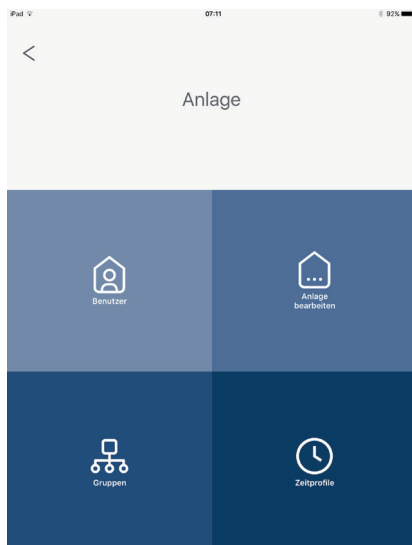 iPad 07:11 92%
Anlage
Benutzer
Anlage
bearbeiten
Gruppen
Zeitprofile